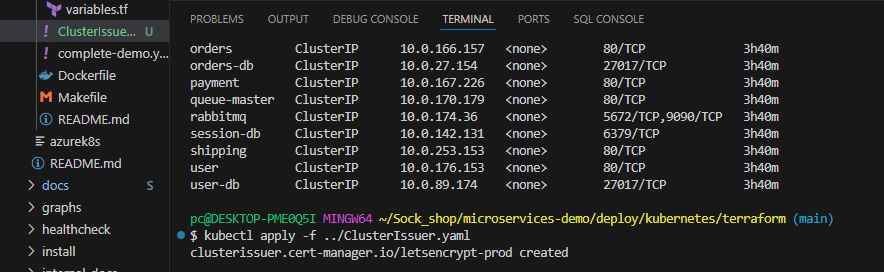 variables.tf
ClusterIssue... U
complete-demo.y...
Dockerfile
Makefile
README.md
azurek8s
README.md
docs S
graphs
healthcheck
install
PROBLEMS OUTPUT DEBUG CONSOLE TERMINAL PORTS SQL CONSOLE
orders ClusterIP 10.0.166.157 <none> 80/TCP 3h40m
orders-db ClusterIP 10.0.27.154 <none> 27017/TCP 3h40m
payment ClusterIP 10.0.167.226 <none> 80/TCP 3h40m
queue-master ClusterIP 10.0.170.179 <none> 80/TCP 3h40m
rabbitmq ClusterIP 10.0.174.36 <none> 5672/TCP,9090/TCP 3h40m
session-db ClusterIP 10.0.142.131 <none> 6379/TCP 3h40m
shipping ClusterIP 10.0.253.153 <none> 80/TCP 3h40m
user ClusterIP 10.0.176.153 <none> 80/TCP 3h40m
user-db ClusterIP 10.0.89.174 <none> 27017/TCP 3h40m
pc@DESKTOP-PME0Q5I MINGW64 ~/Sock_shop/microservices-demo/deploy/kubernetes/terraform (main)
$ kubectl apply -f ../ClusterIssuer.yaml
clusterissuer.cert-manager.io/letsencrypt-prod created